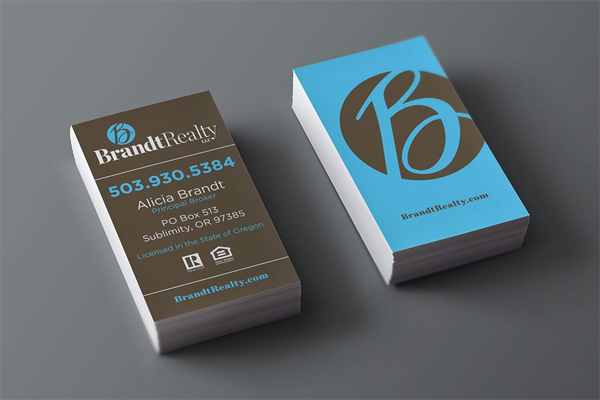 B
BrandtRealty
LLC
503.930.5384
Alicia Brandt
Principal Broker
PO Box 513
Sublimity, OR 97385
Licensed in the State of Oregon
R
BrandtRealty.com
B
BrandtRealty.com